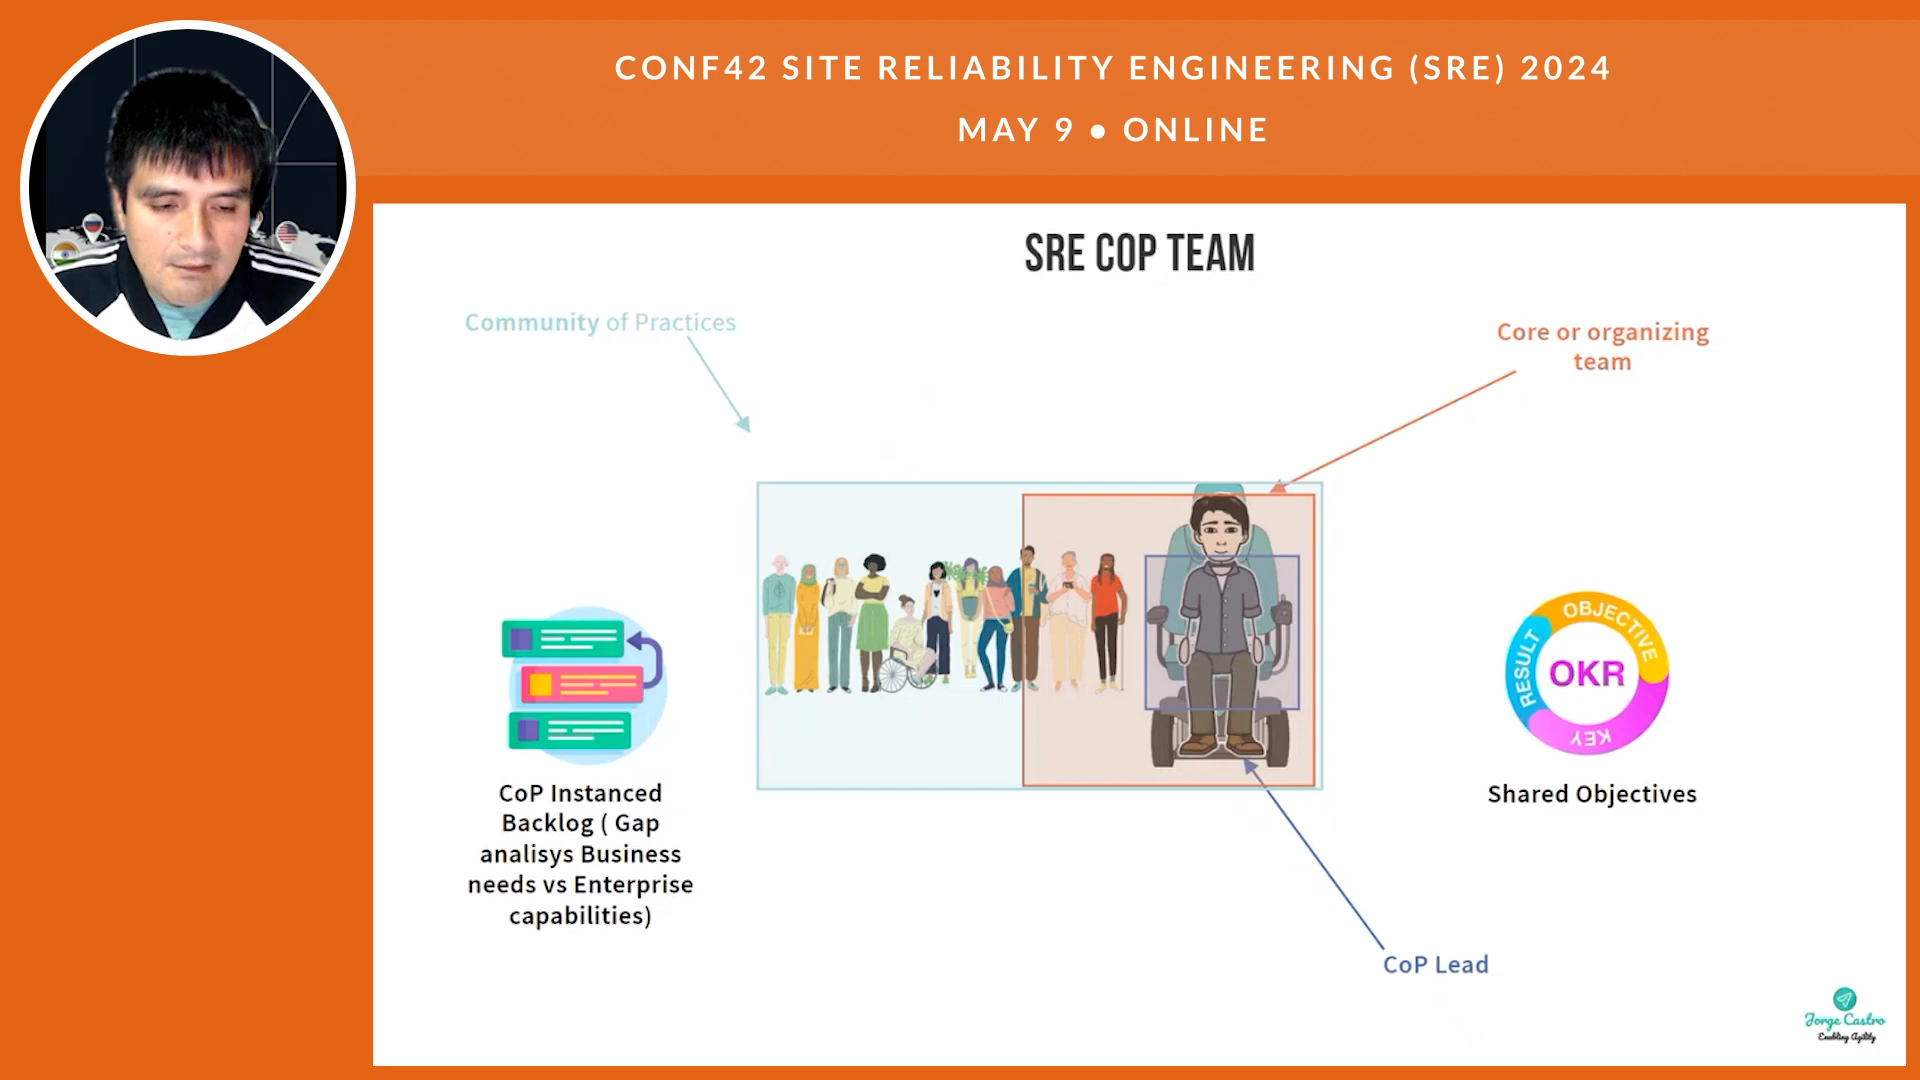 CONF42 SITE RELIABILITY ENGINEERING (SRE) 2024
MAY 9 • ONLINE
SRE COP TEAM
Community of Practices
Core or organizing
team
OBJECTIVE
KEY
RESULT
OKR
CoP Instanced
Backlog ( Gap
analisys Business
needs vs Enterprise
capabilities)
Shared Objectives
CoP Lead
Jorge Castro
Enabling Agility